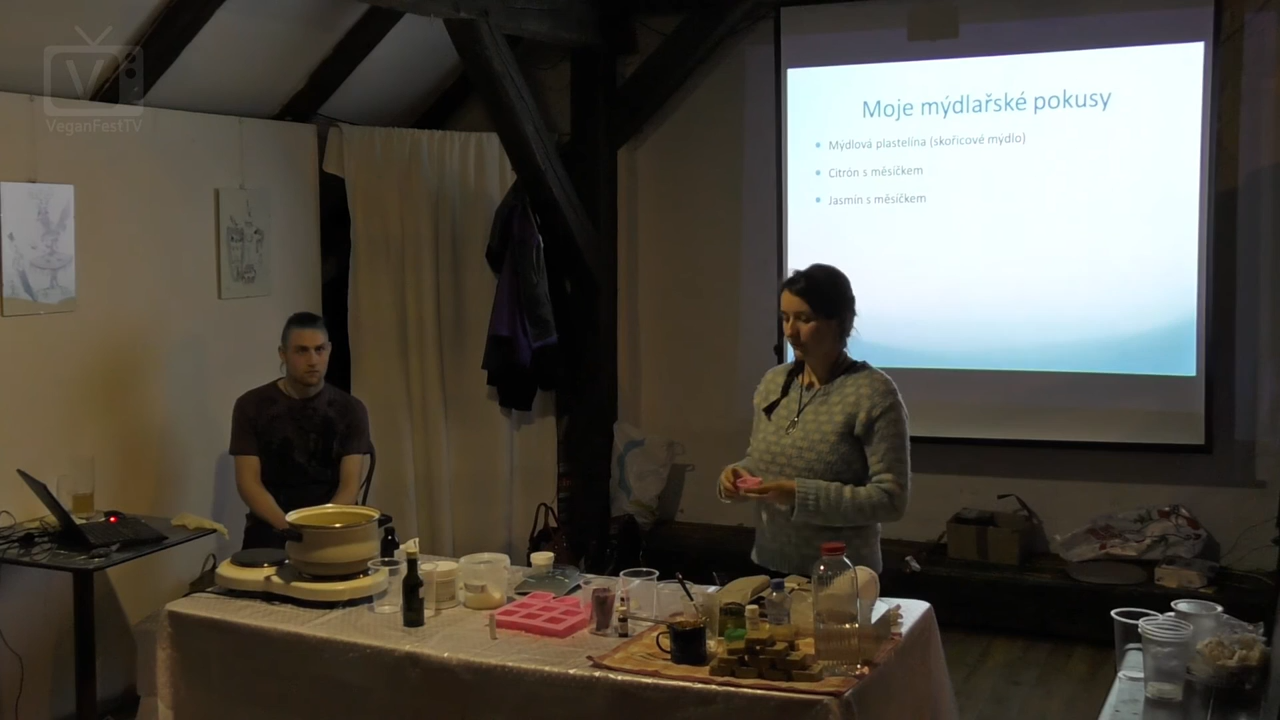 V
VeganFestTV
Moje mýdlařské pokusy
Mýdlová plastelína (skořicové mýdlo)
Citrón s měsíčkem
Jasmín s měsíčkem